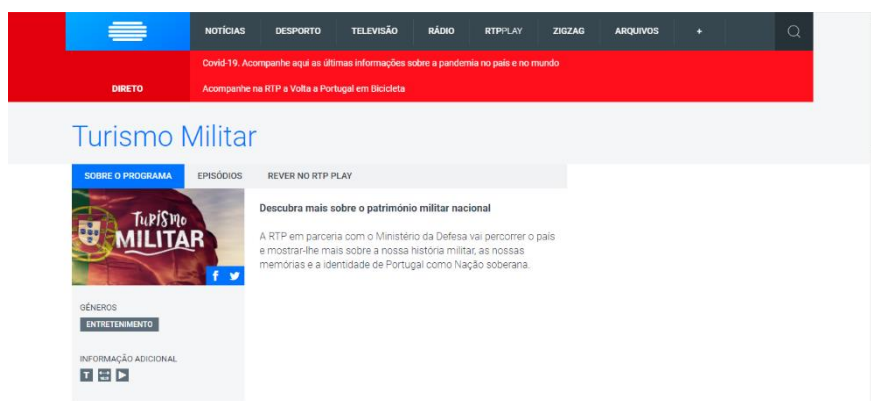 NOTÍCIAS DESPORTO TELEVISÃO RÁDIO RTPPLAY ZIGZAG ARQUIVOS +
Covid-19. Acompanhe aqui as últimas informações sobre a pandemia no país e no mundo
DIRETO Acompanhe na RTP a Volta a Portugal em Bicicleta
Turismo Militar
SOBRE O PROGRAMA EPISÓDIOS REVER NO RTP PLAY
TURISMO
MILITAR
Descubra mais sobre o património militar nacional
A RTP em parceria com o Ministério da Defesa vai percorrer o país
e mostrar-lhe mais sobre a nossa história militar, as nossas
memórias e a identidade de Portugal como Nação soberana.
GÉNEROS
ENTRETENIMENTO
INFORMAÇÃO ADICIONAL
T